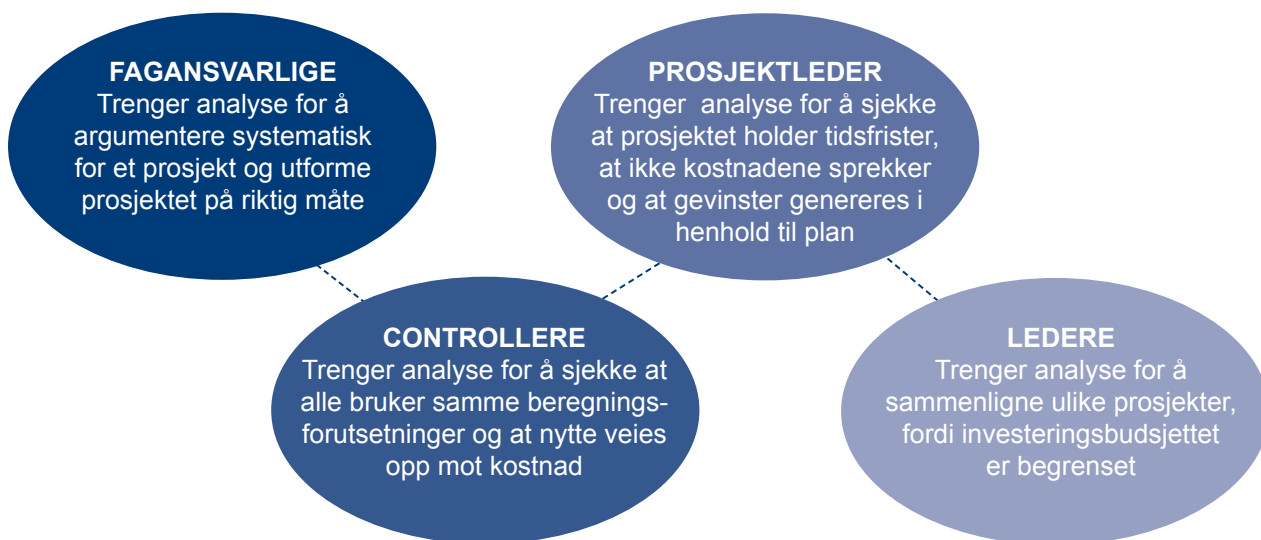 FAGANSVARLIGE
Trenger analyse for å
argumentere systematisk
for et prosjekt og utforme
prosjektet på riktig måte
CONTROLLERE
Trenger analyse for å sjekke at
alle bruker samme beregnings-
forutsetninger og at nytte veies
opp mot kostnad
PROSJEKTLEDER
Trenger  analyse for å sjekke
at prosjektet holder tidsfrister,
at ikke kostnadene sprekker
og at gevinster genereres i
henhold til plan
LEDERE
Trenger analyse for å
sammenligne ulike prosjekter,
fordi investeringsbudsjettet
er begrenset